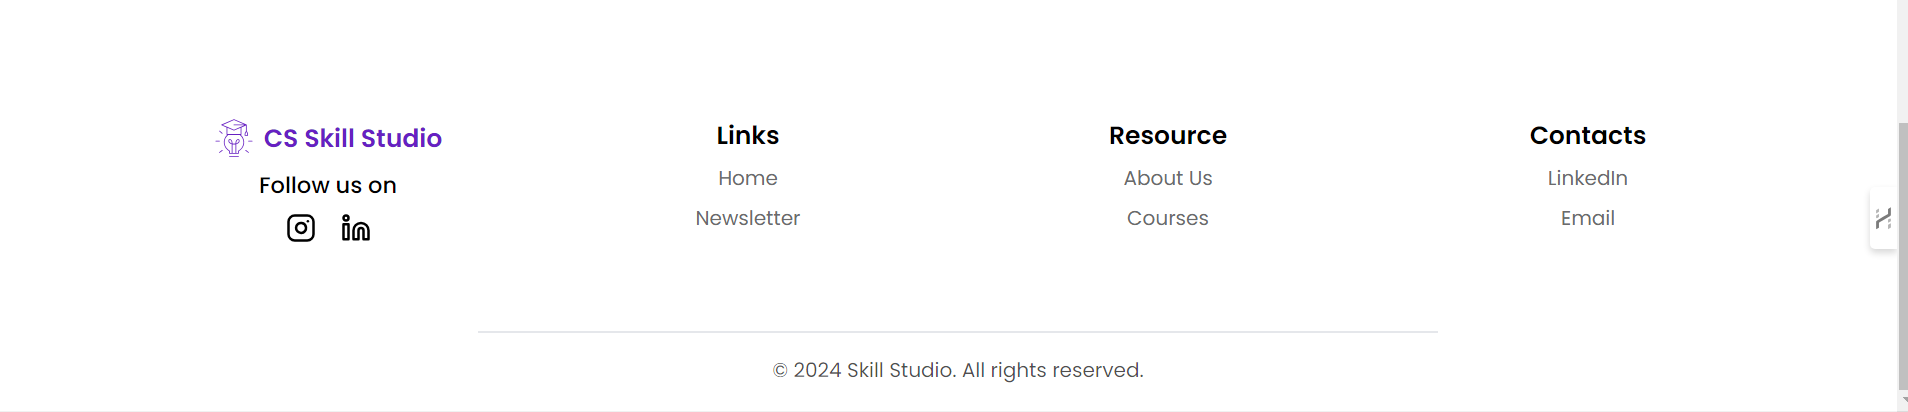 CS Skill Studio
Follow us on
Links
Home
Newsletter
Resource
About Us
Courses
Contacts
LinkedIn
Email
© 2024 Skill Studio. All rights reserved.